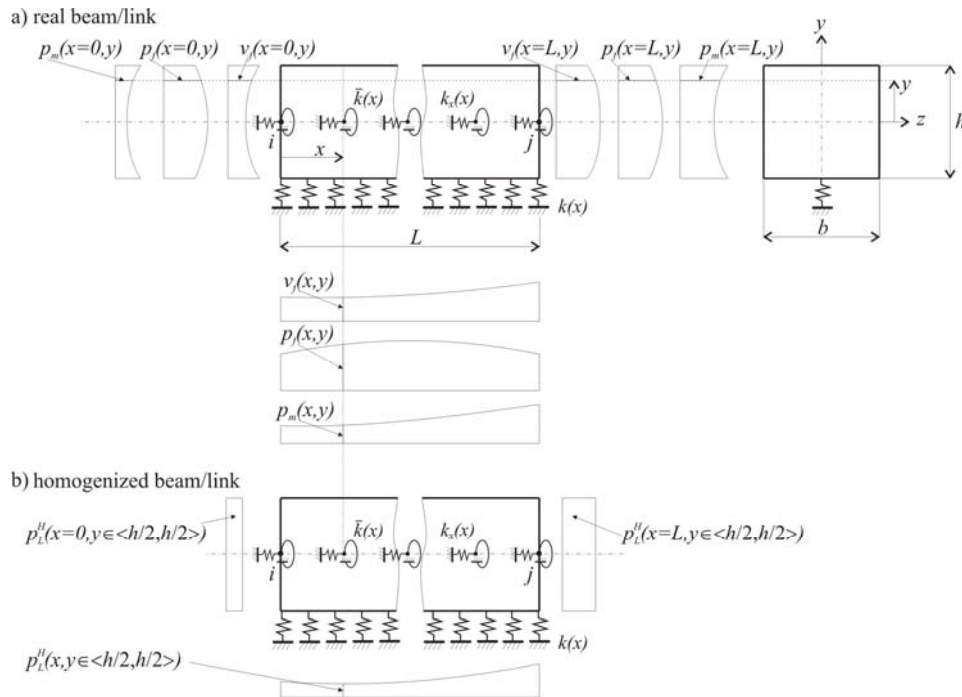 a) real beam/link
p_m(x=0,y) p_f(x=0,y) v_f(x=0,y) v_f(x=L,y) p_f(x=L,y) p_m(x=L,y) y
k̄(x) k_x(x) y
i j z h
x
k(x)
L b
v_f(x,y)
p_f(x,y)
p_m(x,y)
b) homogenized beam/link
p_L^H(x=0,y∈<h/2,h/2>) k̄(x) k_x(x) p_L^H(x=L,y∈<h/2,h/2>)
i j
k(x)
p_L^H(x,y∈<h/2,h/2>)